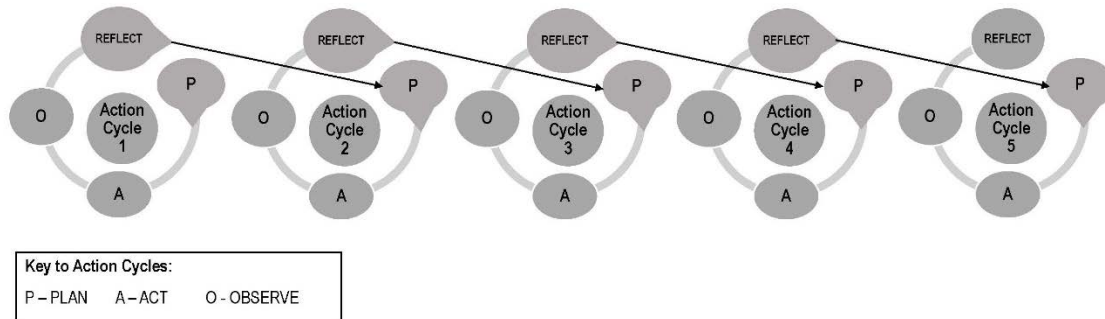 REFLECT
P
O
Action
Cycle
1
A
REFLECT
P
O
Action
Cycle
2
A
REFLECT
P
O
Action
Cycle
3
A
REFLECT
P
O
Action
Cycle
4
A
REFLECT
P
O
Action
Cycle
5
A
Key to Action Cycles:
P – PLAN A – ACT O - OBSERVE